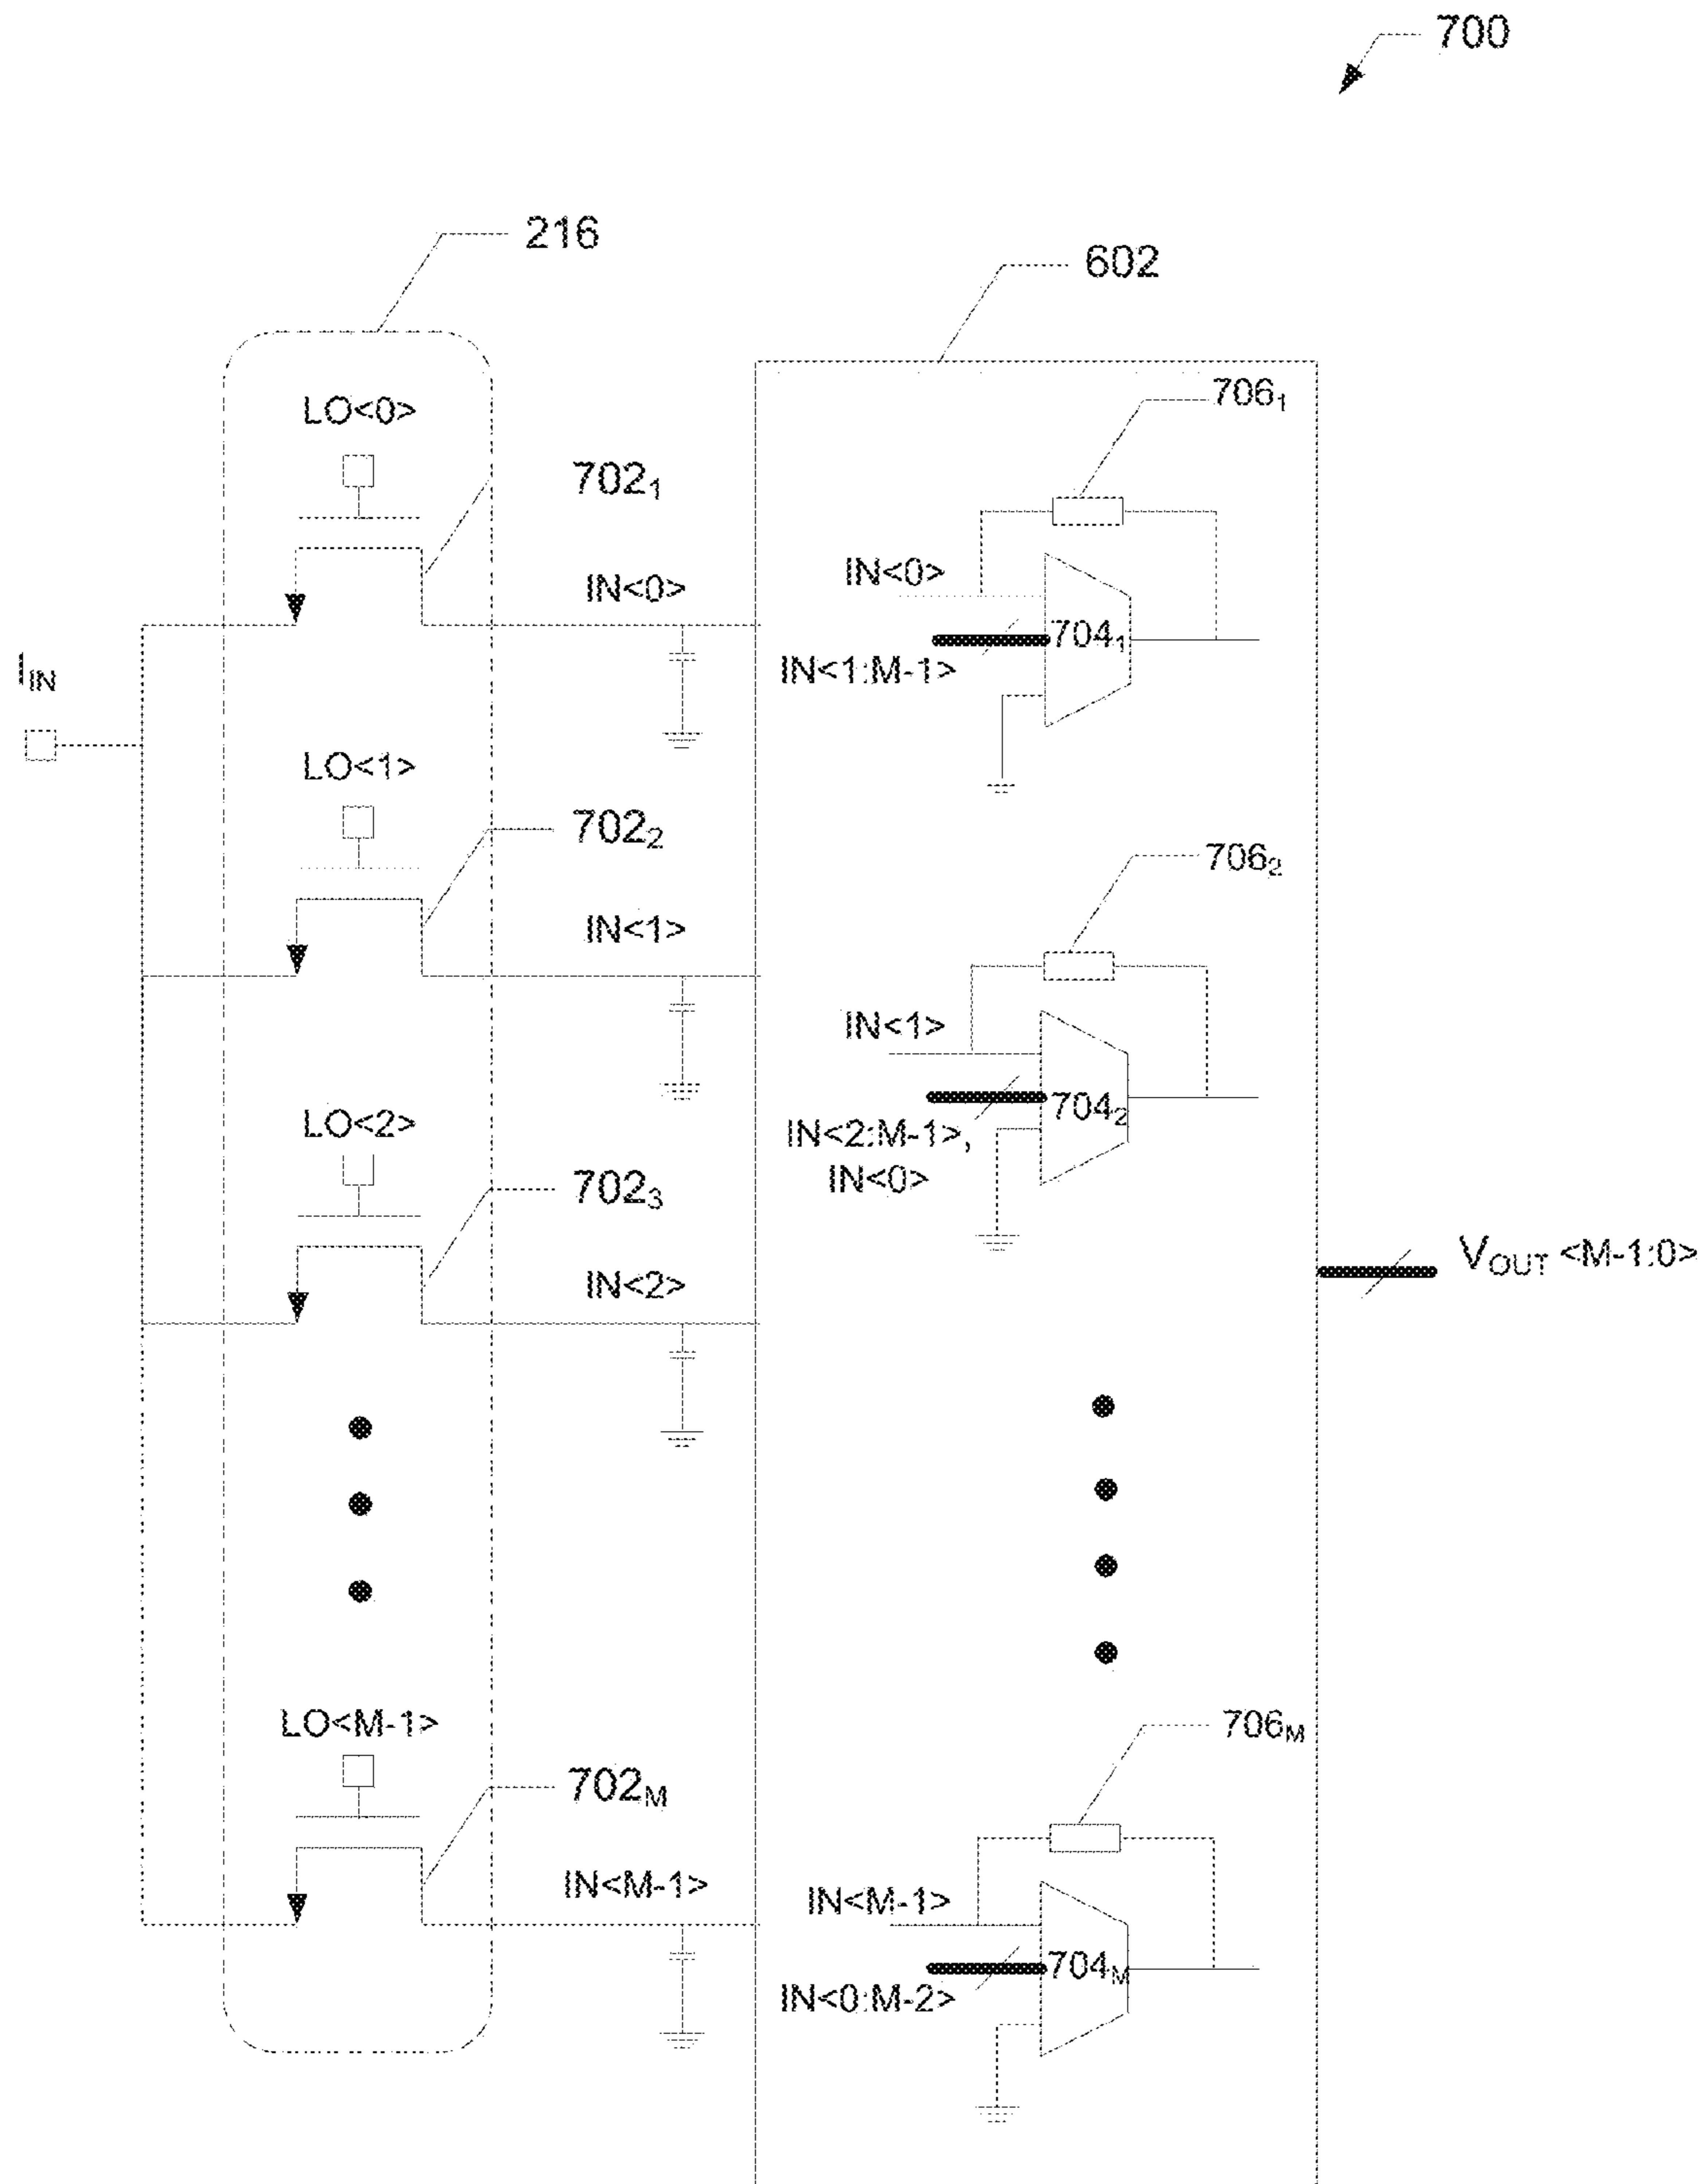 700
216
602
LO<0>
706₁
702₁
IN<0>
IN<0>
704₁
IN<1:M-1>
I_IN
LO<1>
702₂
706₂
IN<1>
IN<1>
704₂
IN<2:M-1>,
IN<0>
LO<2>
702₃
IN<2>
V_OUT <M-1:0>
LO<M-1>
706_M
702_M
IN<M-1>
IN<M-1>
704_M
IN<0:M-2>